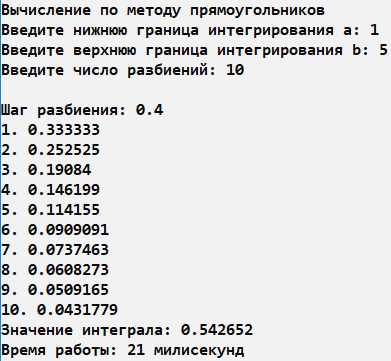 Вычисление по методу прямоугольников
Введите нижнюю граница интегрирования a: 1
Введите верхнюю граница интегрирования b: 5
Введите число разбиений: 10
Шаг разбиения: 0.4
1. 0.333333
2. 0.252525
3. 0.19084
4. 0.146199
5. 0.114155
6. 0.0909091
7. 0.0737463
8. 0.0608273
9. 0.0509165
10. 0.0431779
Значение интеграла: 0.542652
Время работы: 21 милисекунд